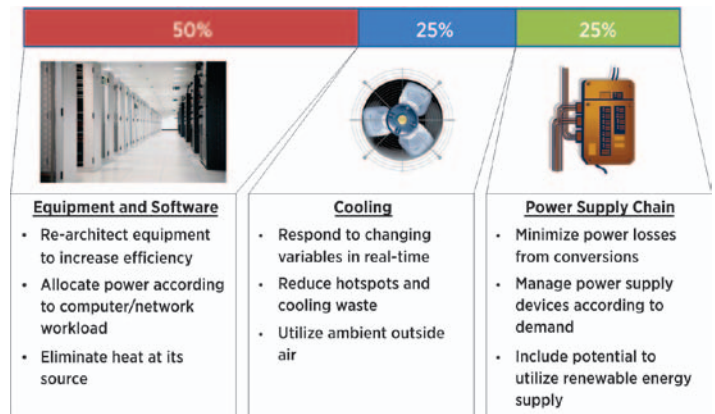 50% 25% 25%
Equipment and Software
• Re-architect equipment
to increase efficiency
• Allocate power according
to computer/network
workload
• Eliminate heat at its
source
Cooling
• Respond to changing
variables in real-time
• Reduce hotspots and
cooling waste
• Utilize ambient outside
air
Power Supply Chain
• Minimize power losses
from conversions
• Manage power supply
devices according to
demand
• Include potential to
utilize renewable energy
supply